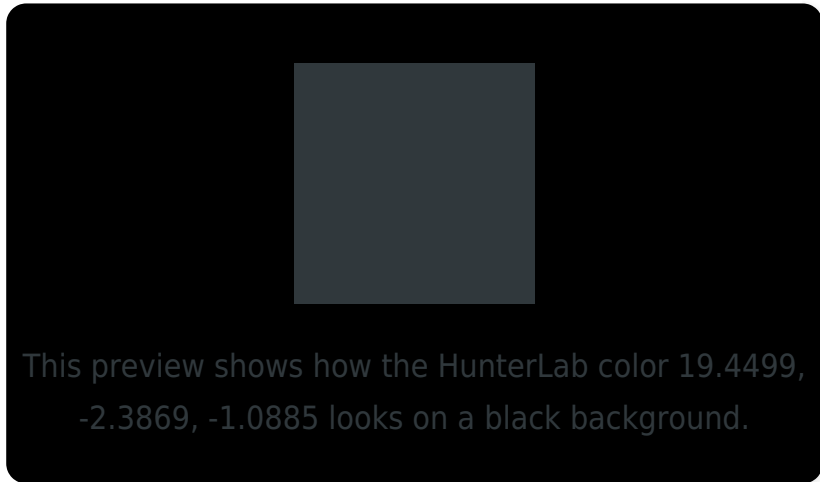 This preview shows how the HunterLab color 19.4499,
-2.3869, -1.0885 looks on a black background.